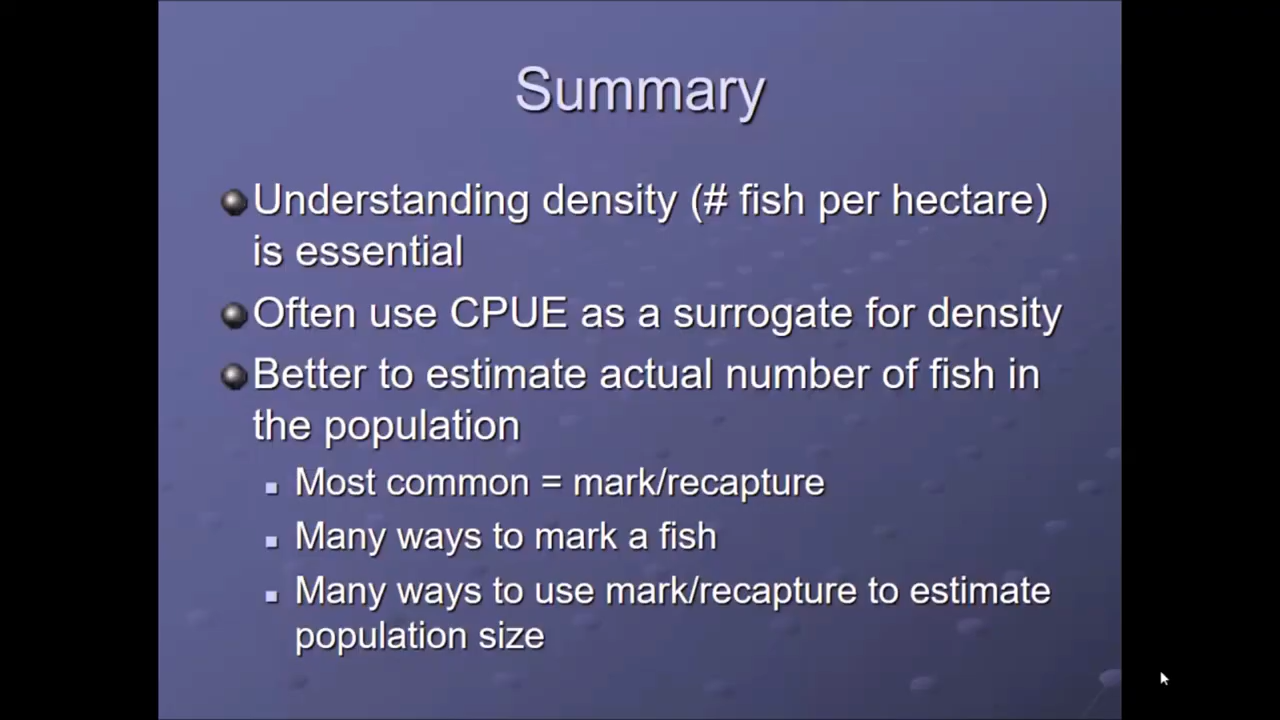 Summary
Understanding density (# fish per hectare)
is essential
Often use CPUE as a surrogate for density
Better to estimate actual number of fish in
the population
Most common = mark/recapture
Many ways to mark a fish
Many ways to use mark/recapture to estimate
population size